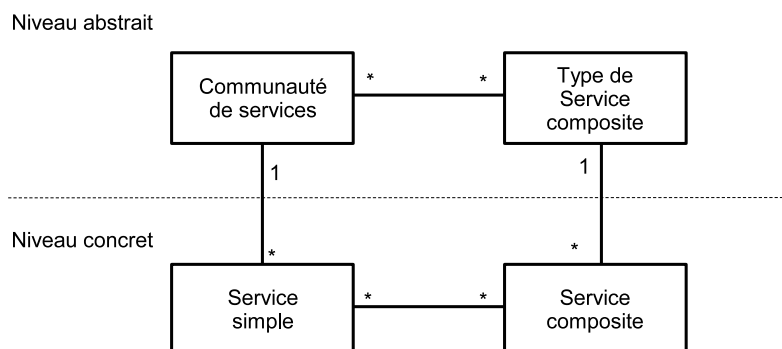 Niveau abstrait
Communauté
de services
*
*
Type de
Service
composite
1
1
Niveau concret
*
*
Service
simple
*
*
Service
composite